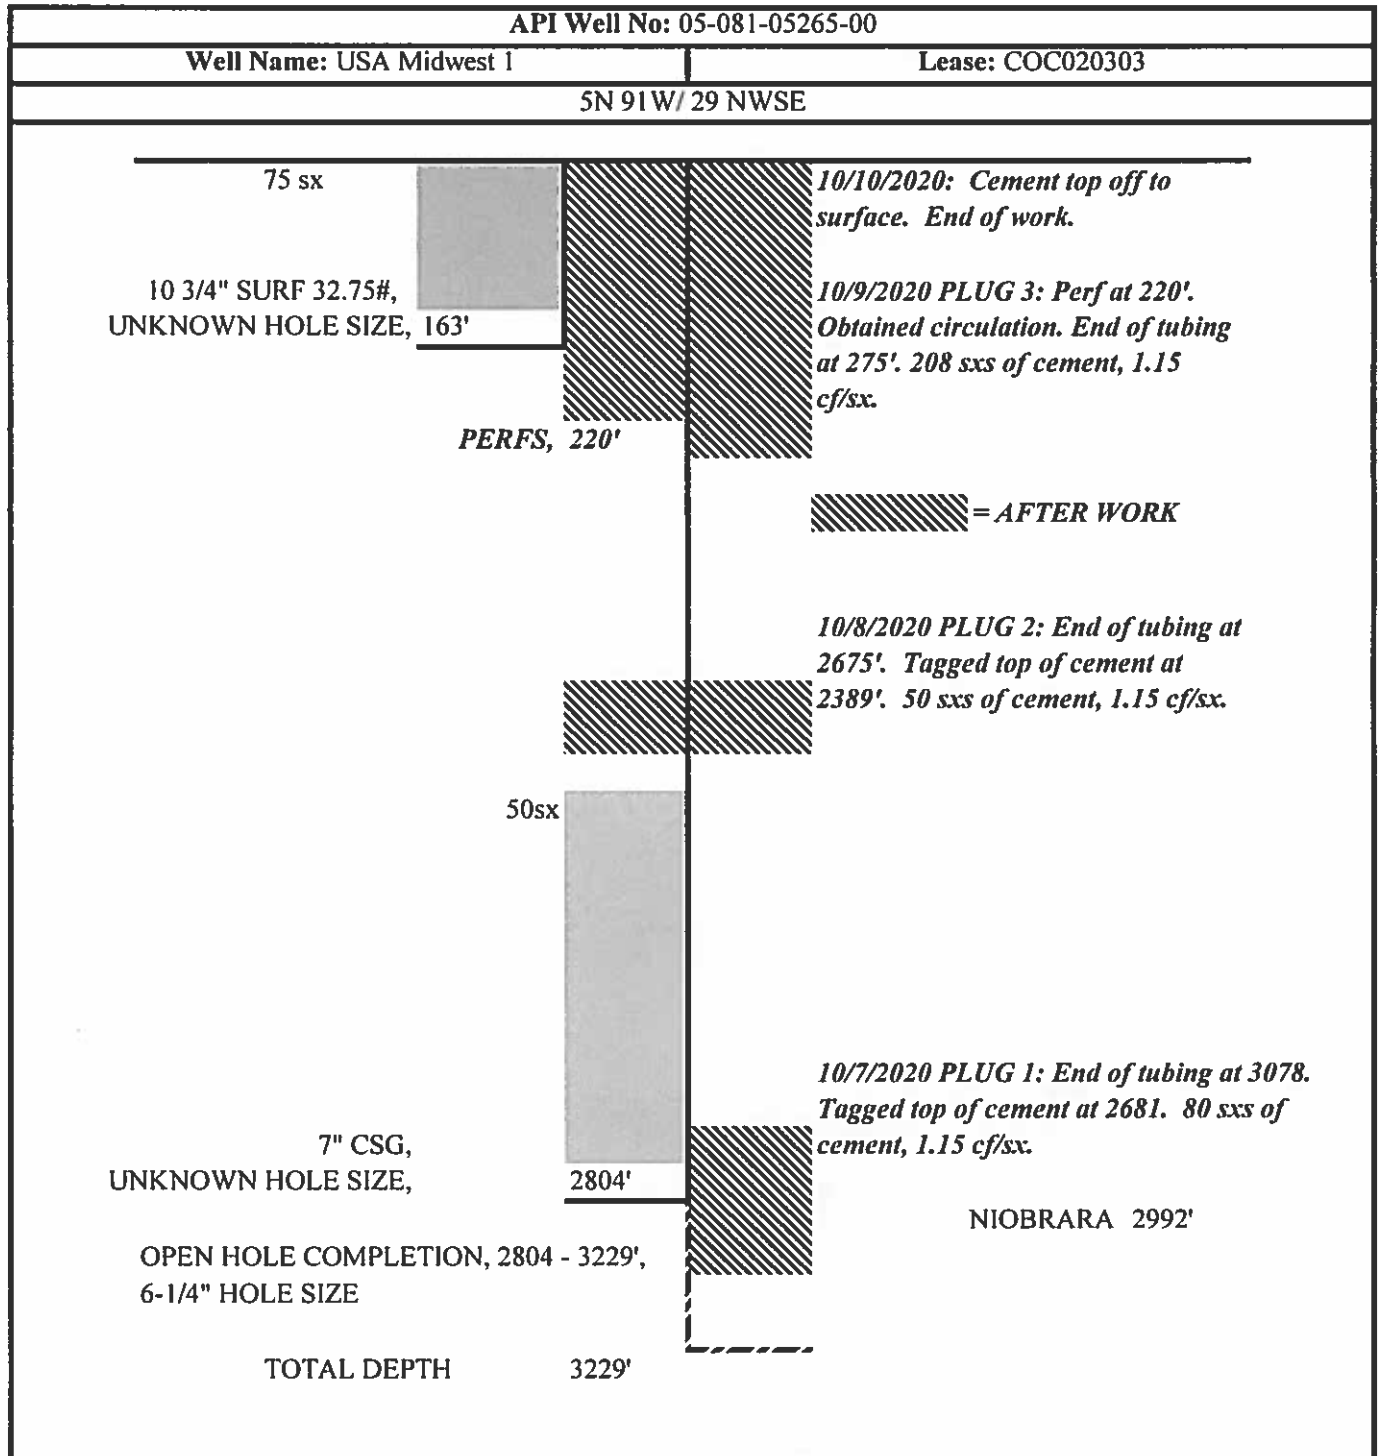 API Well No: 05-081-05265-00
Well Name: USA Midwest 1
Lease: COC020303
5N 91W/ 29 NWSE
75 sx
10/10/2020: Cement top off to
surface. End of work.
10 3/4" SURF 32.75#,
UNKNOWN HOLE SIZE, 163'
10/9/2020 PLUG 3: Perf at 220'.
Obtained circulation. End of tubing
at 275'. 208 sxs of cement, 1.15
cf/sx.
PERFS, 220'
= AFTER WORK
10/8/2020 PLUG 2: End of tubing at
2675'. Tagged top of cement at
2389'. 50 sxs of cement, 1.15 cf/sx.
50sx
10/7/2020 PLUG 1: End of tubing at 3078.
Tagged top of cement at 2681. 80 sxs of
cement, 1.15 cf/sx.
7" CSG,
UNKNOWN HOLE SIZE, 2804'
NIOBRARA 2992'
OPEN HOLE COMPLETION, 2804 - 3229',
6-1/4" HOLE SIZE
TOTAL DEPTH 3229'